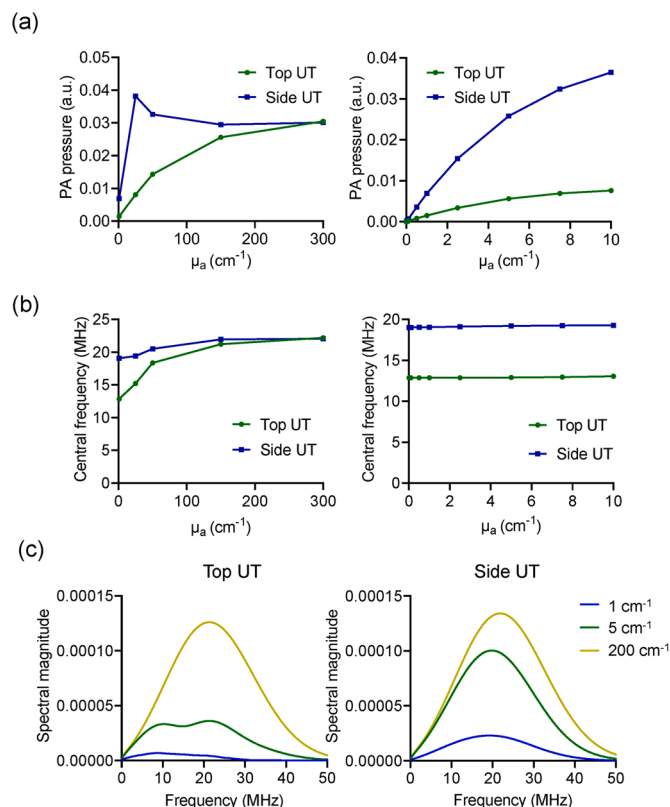 (a)
PA pressure (a.u.)
0.05
0.04
0.03
0.02
0.01
0.00
Top UT
Side UT
0
100
200
300
μa (cm-1)
PA pressure (a.u.)
0.04
0.03
0.02
0.01
0.00
Top UT
Side UT
0
2
4
6
8
10
μa (cm-1)
(b)
Central frequency (MHz)
25
20
15
10
5
0
Top UT
Side UT
0
100
200
300
μa (cm-1)
Central frequency (MHz)
20
15
10
5
0
Top UT
Side UT
0
2
4
6
8
10
μa (cm-1)
(c)
Top UT
Spectral magnitude
0.00015
0.00010
0.00005
0.00000
0
10
20
30
40
50
Frequency (MHz)
Side UT
Spectral magnitude
0.00015
0.00010
0.00005
0.00000
0
10
20
30
40
50
Frequency (MHz)
1 cm-1
5 cm-1
200 cm-1